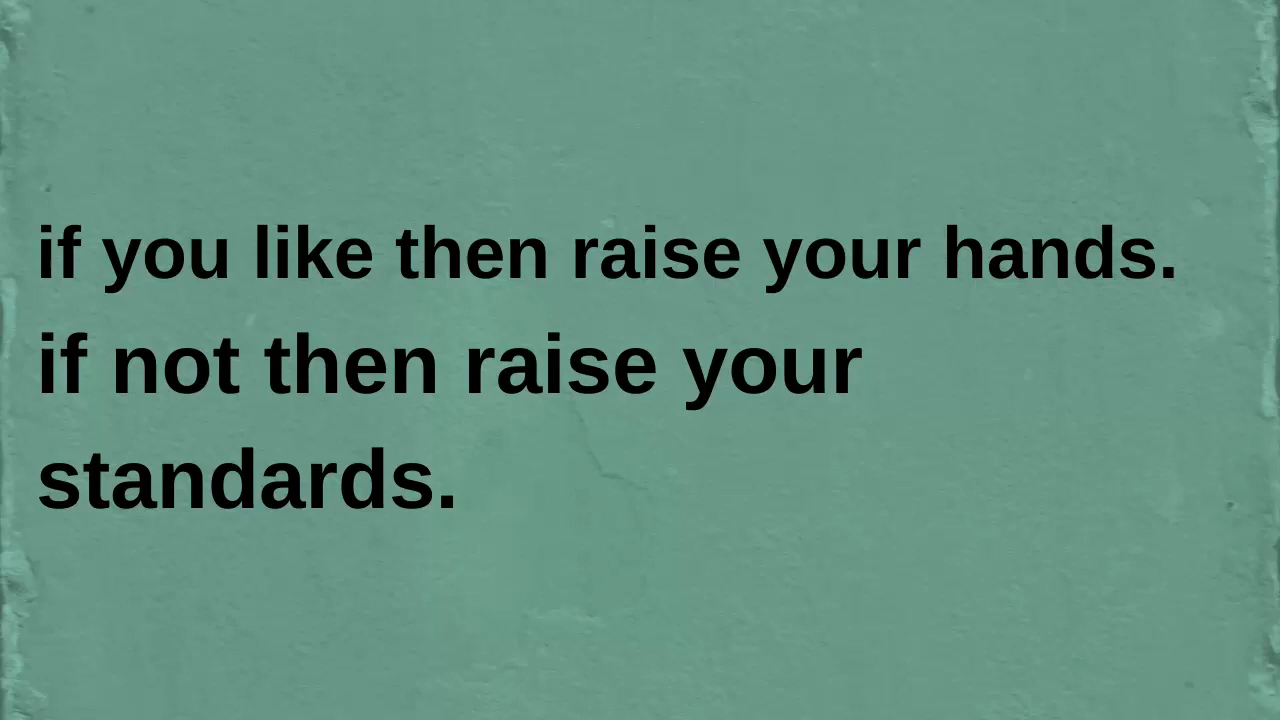 if you like then raise your hands.
if not then raise your
standards.